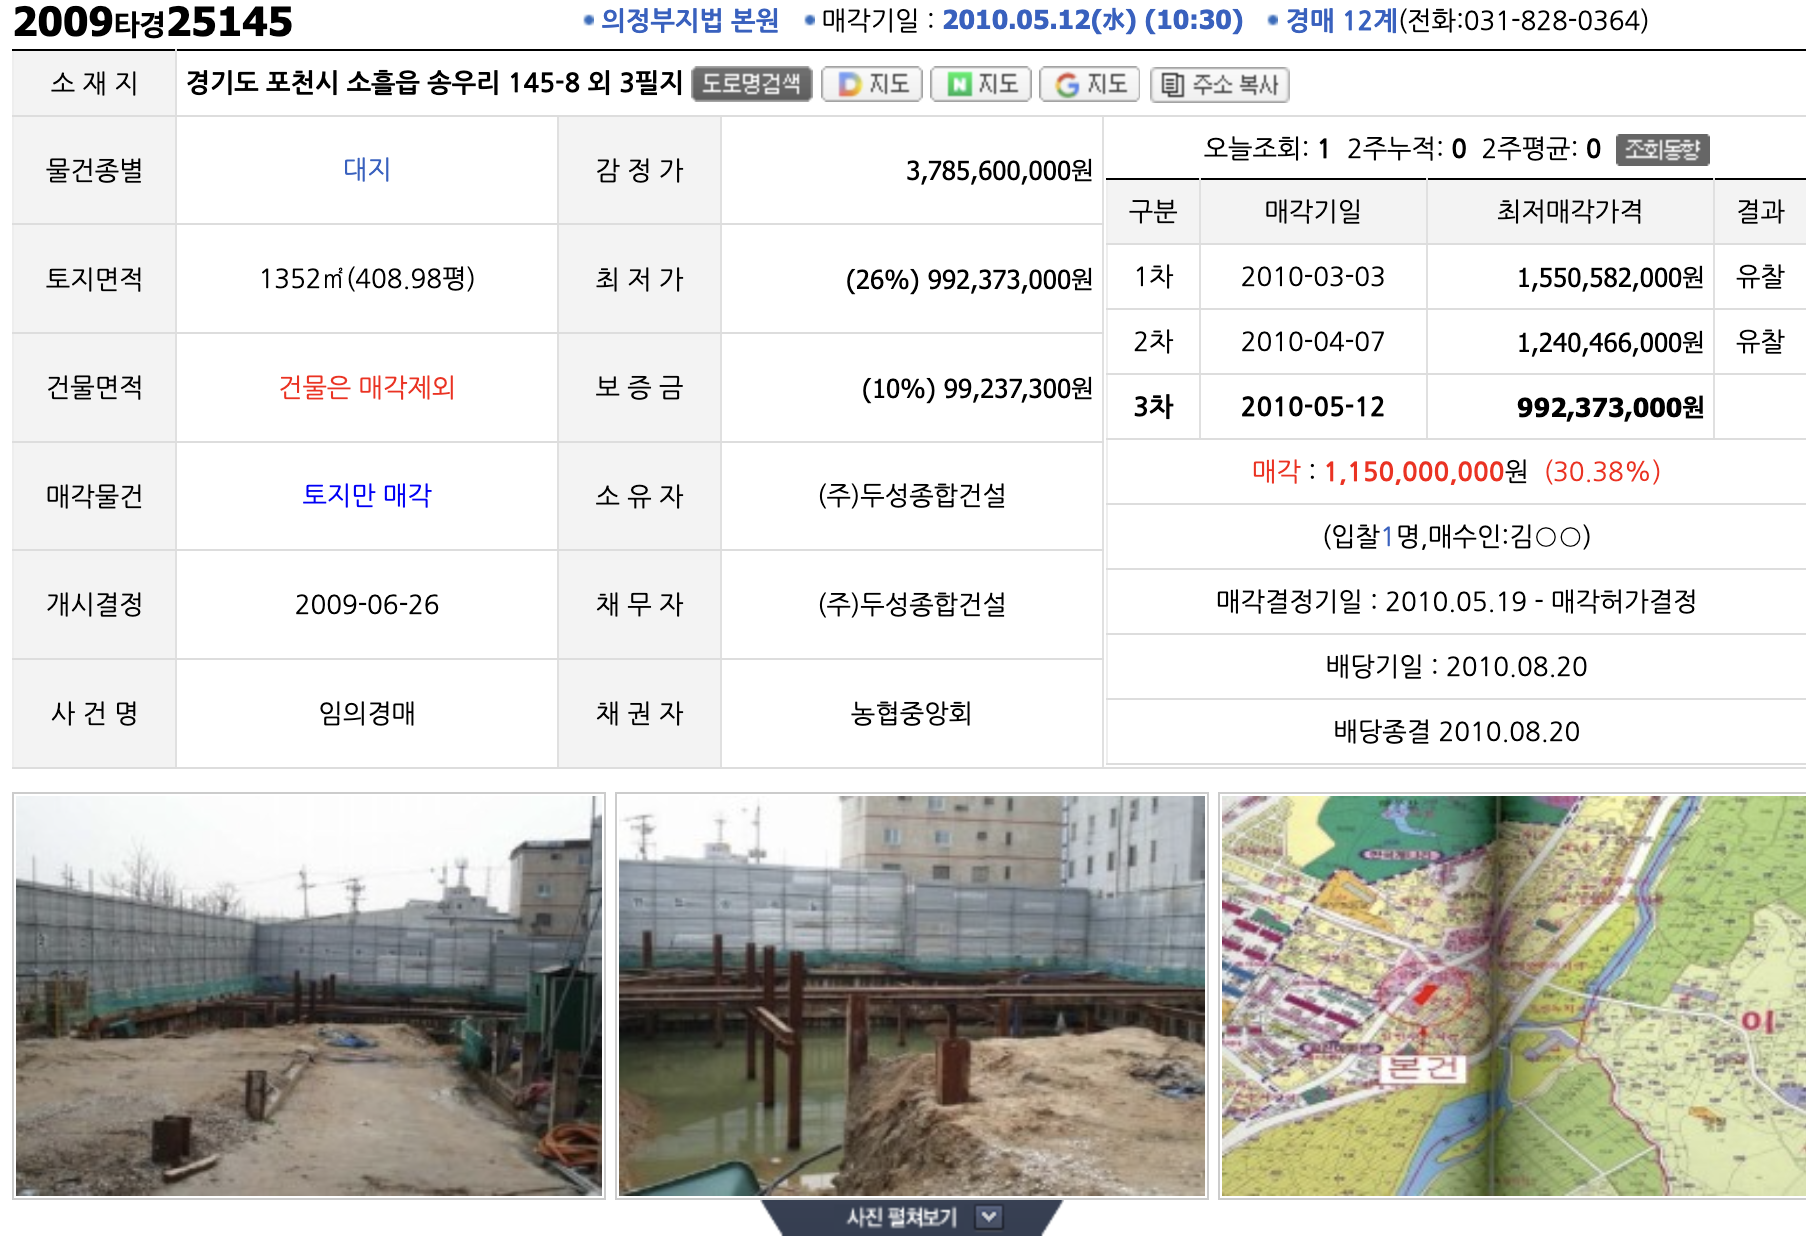 2009타경25145 • 의정부지법 본원 • 매각기일 : 2010.05.12(水) (10:30) • 경매 12계(전화:031-828-0364)
소 재 지 경기도 포천시 소흘읍 송우리 145-8 외 3필지 도로명검색 D 지도 N 지도 G 지도 주소 복사
물건종별 대지 감 정 가 3,785,600,000원
토지면적 1352㎡(408.98평) 최 저 가 (26%) 992,373,000원
건물면적 건물은 매각제외 보 증 금 (10%) 99,237,300원
매각물건 토지만 매각 소 유 자 (주)두성종합건설
개시결정 2009-06-26 채 무 자 (주)두성종합건설
사 건 명 임의경매 채 권 자 농협중앙회
오늘조회: 1 2주누적: 0 2주평균: 0 조회동향
구분 매각기일 최저매각가격 결과
1차 2010-03-03 1,550,582,000원 유찰
2차 2010-04-07 1,240,466,000원 유찰
3차 2010-05-12 992,373,000원
매각 : 1,150,000,000원 (30.38%)
(입찰1명,매수인:김○○)
매각결정기일 : 2010.05.19 - 매각허가결정
배당기일 : 2010.08.20
배당종결 2010.08.20
이
본건
사진 펼쳐보기